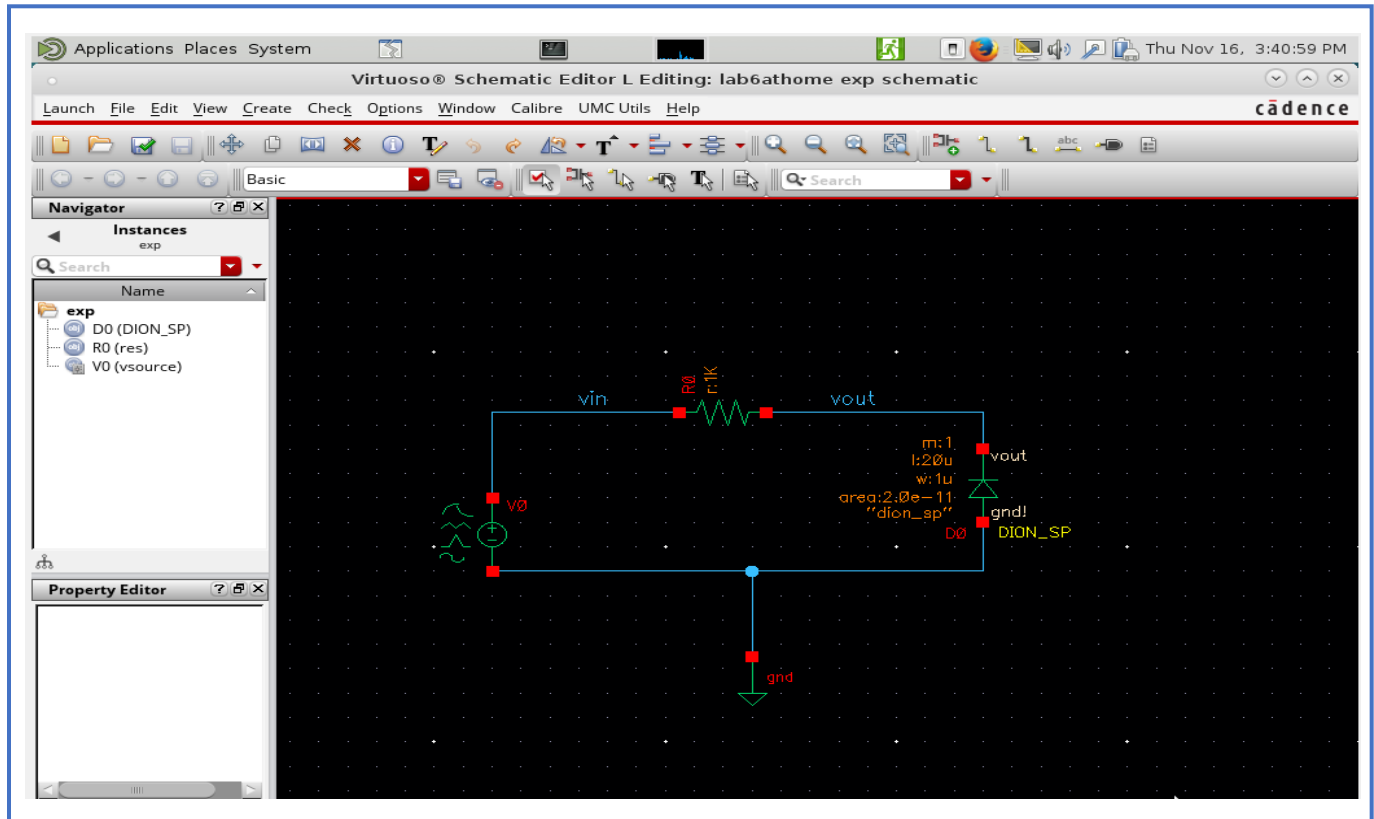 Applications Places System
Thu Nov 16, 3:40:59 PM
Virtuoso® Schematic Editor L Editing: lab6athome exp schematic
Launch File Edit View Create Check Options Window Calibre UMC Utils Help
cādence
abc
Basic
Search
Navigator
Instances
exp
Search
Name
exp
D0 (DION_SP)
R0 (res)
V0 (vsource)
Property Editor
vin
R0
r:1K
vout
m:1
l:20u
w:1u
area:2.0e-11
"dion_sp"
D0
vout
gnd!
DION_SP
V0
gnd